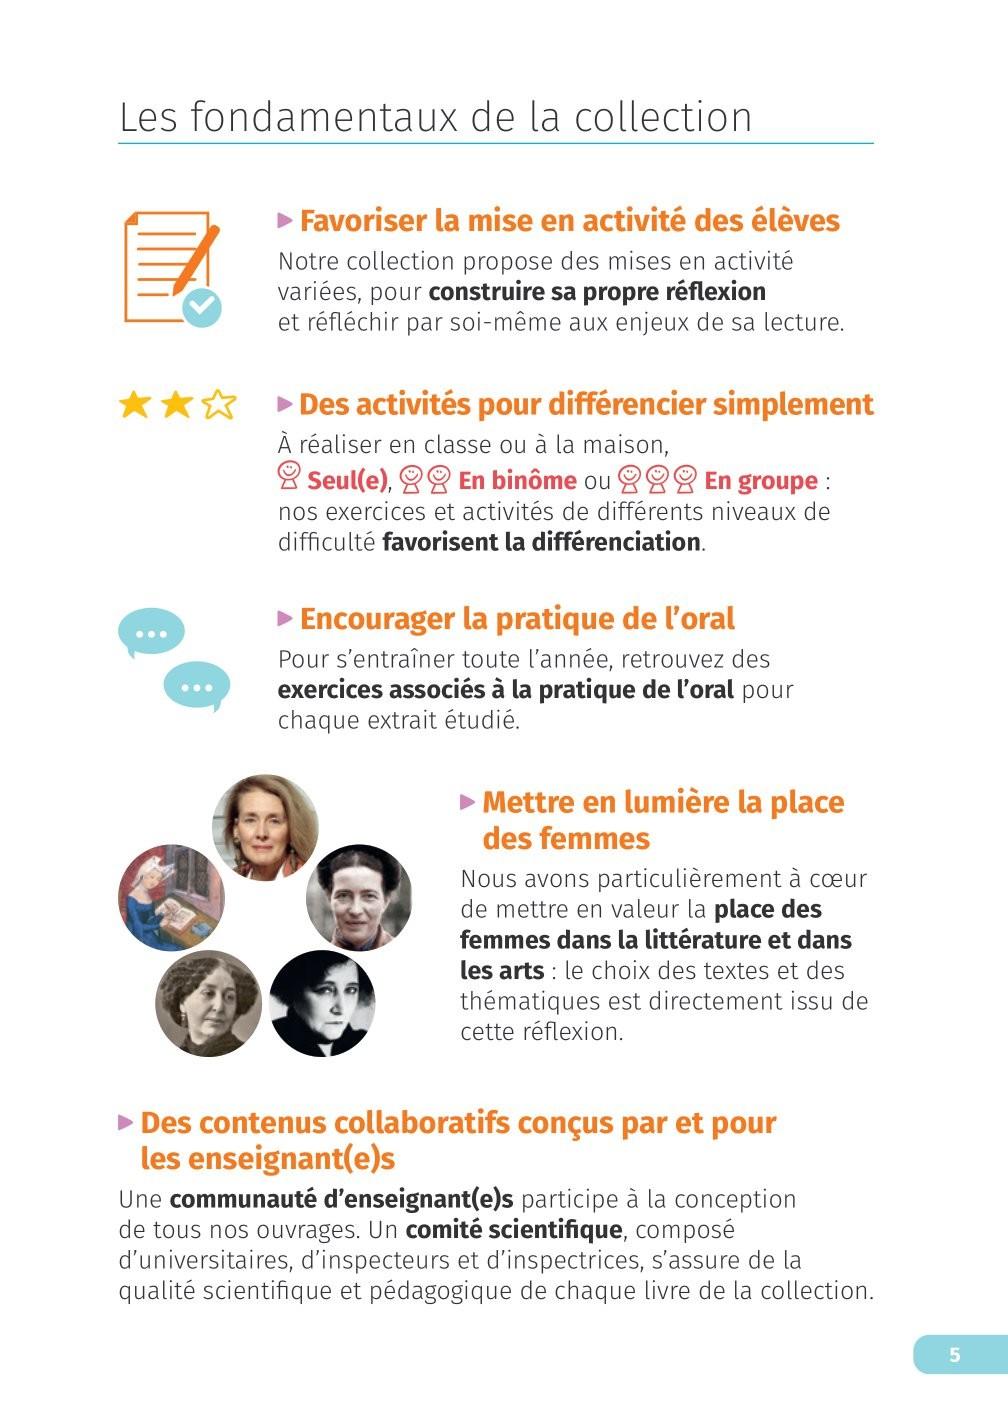 Les fondamentaux de la collection
Favoriser la mise en activité des élèves
Notre collection propose des mises en activité
variées, pour construire sa propre réflexion
et réfléchir par soi-même aux enjeux de sa lecture.
Des activités pour différencier simplement
À réaliser en classe ou à la maison,
Seul(e), En binôme ou En groupe :
nos exercices et activités de différents niveaux de
difficulté favorisent la différenciation.
Encourager la pratique de l’oral
Pour s’entraîner toute l’année, retrouvez des
exercices associés à la pratique de l’oral pour
chaque extrait étudié.
Mettre en lumière la place
des femmes
Nous avons particulièrement à cœur
de mettre en valeur la place des
femmes dans la littérature et dans
les arts : le choix des textes et des
thématiques est directement issu de
cette réflexion.
Des contenus collaboratifs conçus par et pour
les enseignant(e)s
Une communauté d’enseignant(e)s participe à la conception
de tous nos ouvrages. Un comité scientifique, composé
d’universitaires, d’inspecteurs et d’inspectrices, s’assure de la
qualité scientifique et pédagogique de chaque livre de la collection.
5